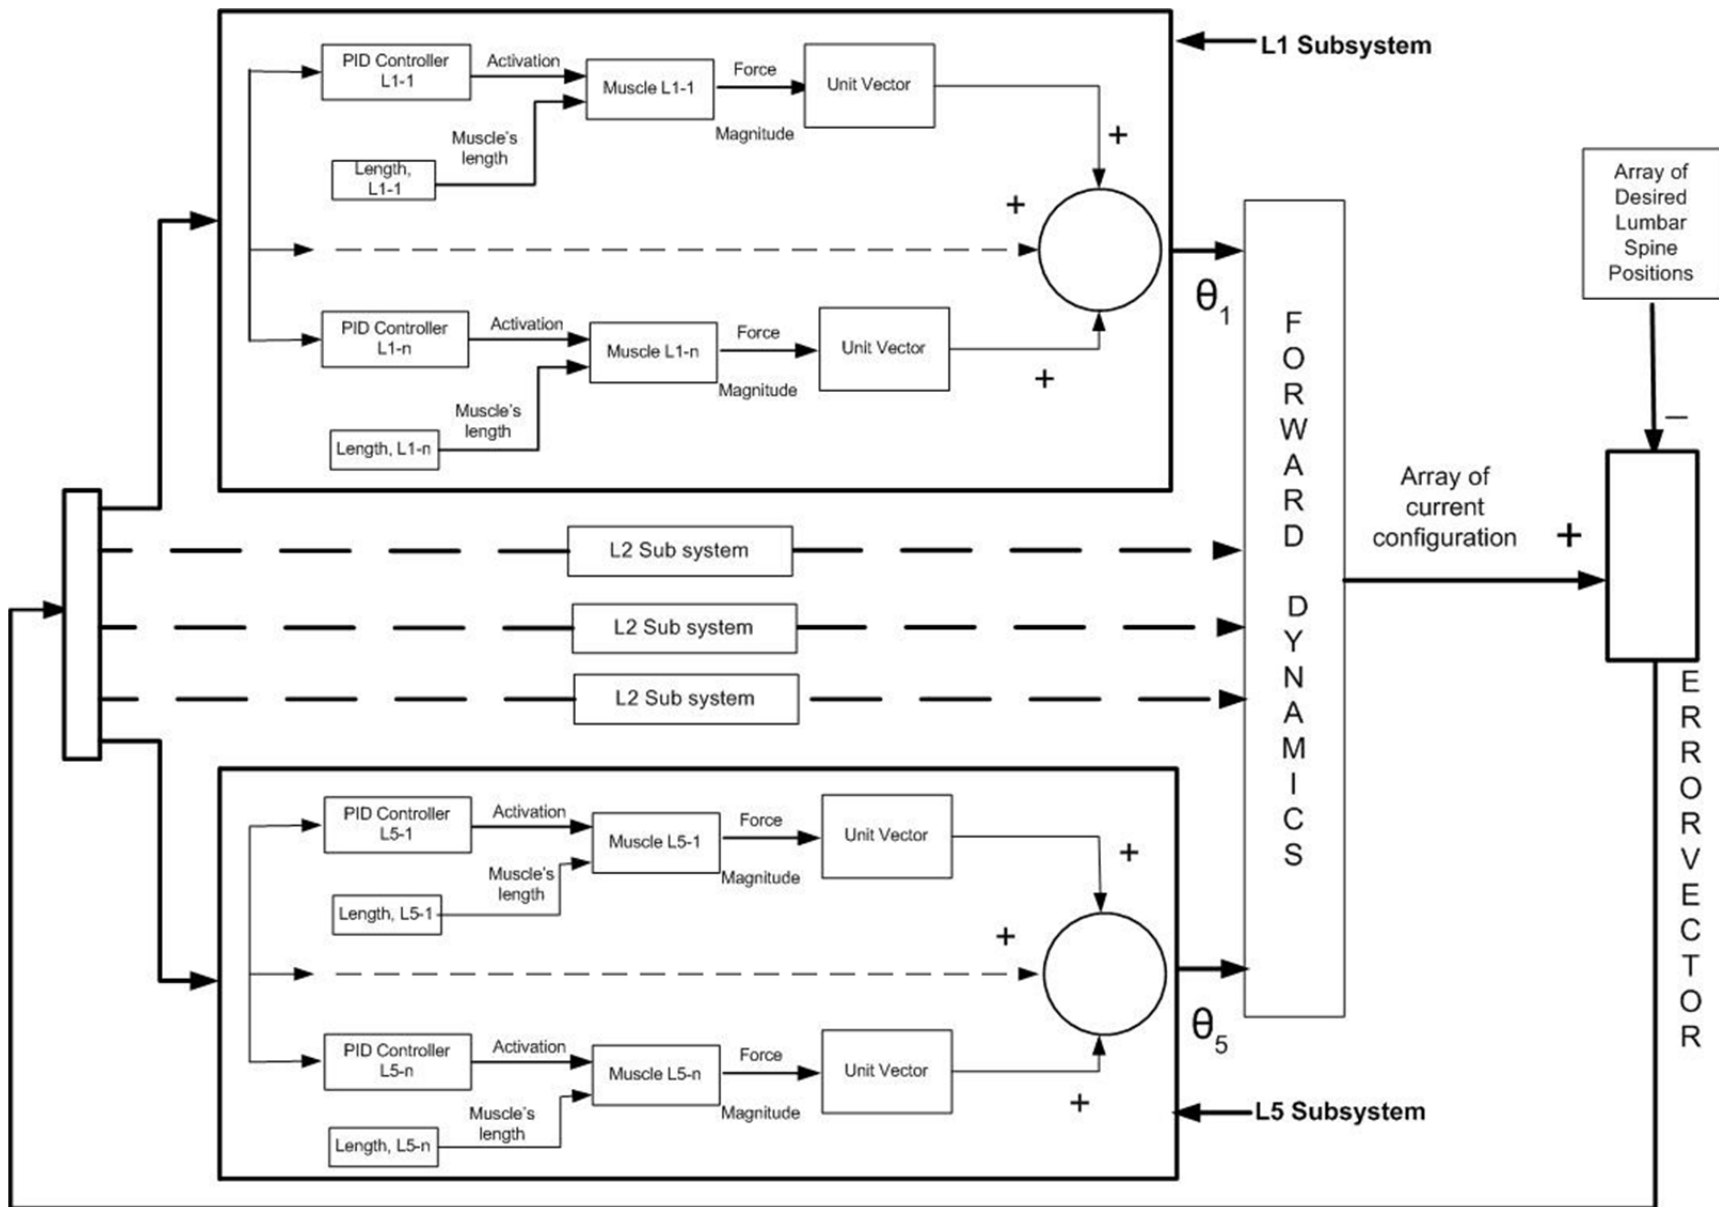 L1 Subsystem
PID Controller
L1-1
Activation
Muscle L1-1
Force
Magnitude
Unit Vector
+
Muscle's
length
Length,
L1-1
+
PID Controller
L1-n
Activation
Muscle L1-n
Force
Magnitude
Unit Vector
+
Muscle's
length
Length, L1-n
θ1
Array of
Desired
Lumbar
Spine
Positions
–
FORWARD DYNAMICS
Array of
current
configuration
+
L2 Sub system
L2 Sub system
L2 Sub system
ERRORVECTOR
PID Controller
L5-1
Activation
Muscle L5-1
Force
Magnitude
Unit Vector
+
Muscle's
length
Length, L5-1
+
PID Controller
L5-n
Activation
Muscle L5-n
Force
Magnitude
Unit Vector
+
Muscle's
length
Length, L5-n
θ5
L5 Subsystem